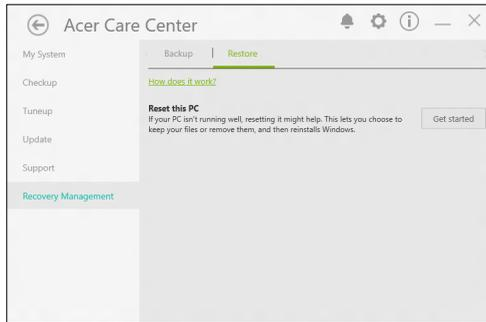 Acer Care Center
My System
Checkup
Tuneup
Update
Support
Recovery Management
Backup
Restore
How does it work?
Reset this PC
If your PC isn't running well, resetting it might help. This lets you choose to
keep your files or remove them, and then reinstalls Windows.
Get started